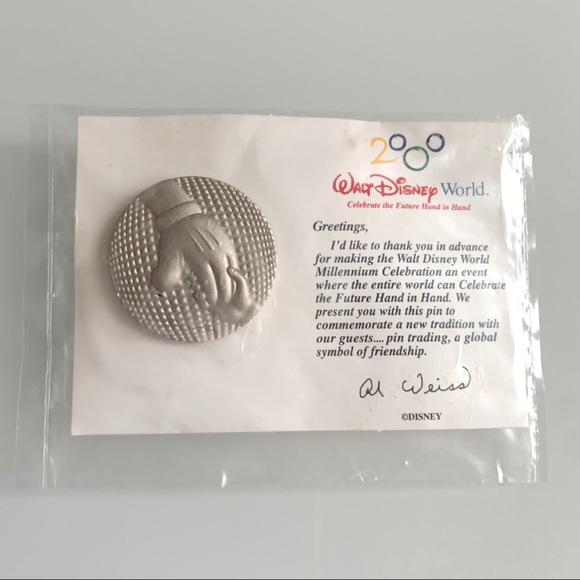 2000
WALT DISNEY World.
Celebrate the Future Hand in Hand
Greetings,
I'd like to thank you in advance
for making the Walt Disney World
Millennium Celebration an event
where the entire world can Celebrate
the Future Hand in Hand. We
present you with this pin to
commemorate a new tradition with
our guests.... pin trading, a global
symbol of friendship.
Al Weiss
©DISNEY